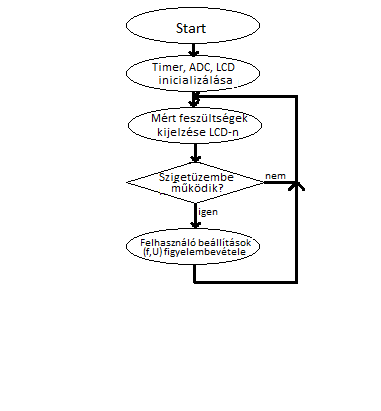 Start
Timer, ADC, LCD
inicializálása
Mért feszültségek
kijelzése LCD-n
Szigetüzembe
működik?
nem
igen
Felhasználó beállítások
(f,U) figyelembevétele